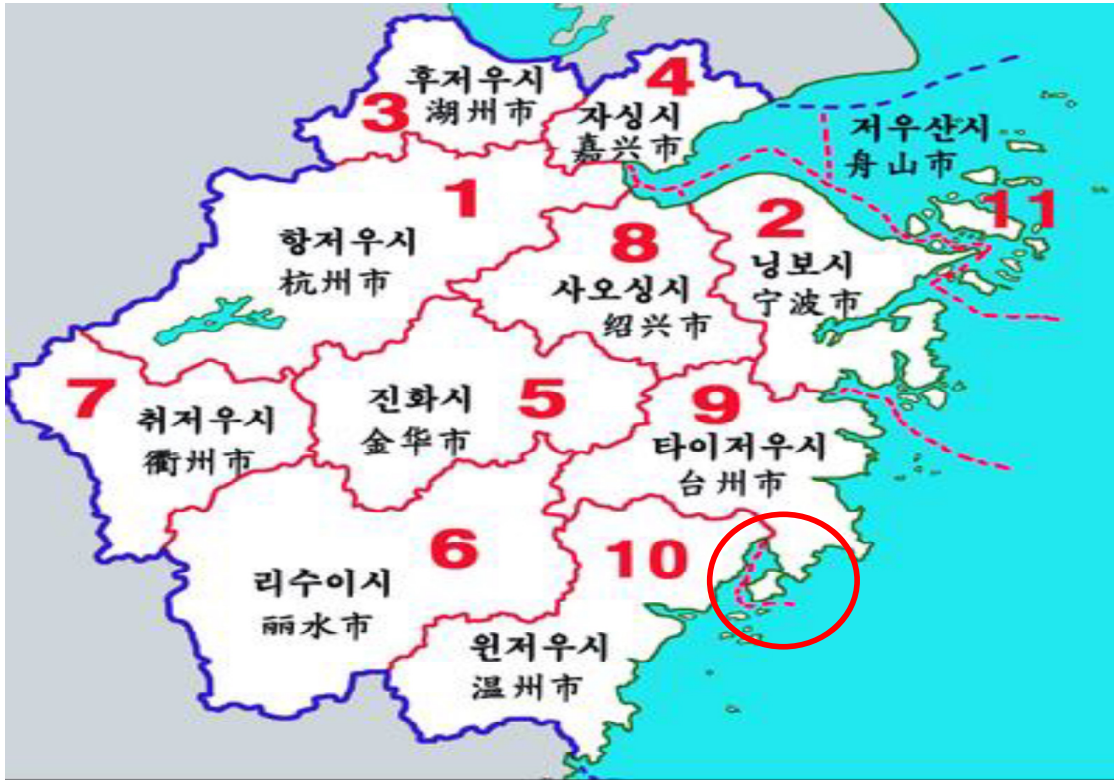 3
후저우시
湖州市
4
자싱시
嘉兴市
저우산시
舟山市
11
1
항저우시
杭州市
8
사오싱시
绍兴市
2
닝보시
宁波市
7
취저우시
衢州市
진화시
金华市
5
9
타이저우시
台州市
6
리수이시
丽水市
10
원저우시
温州市